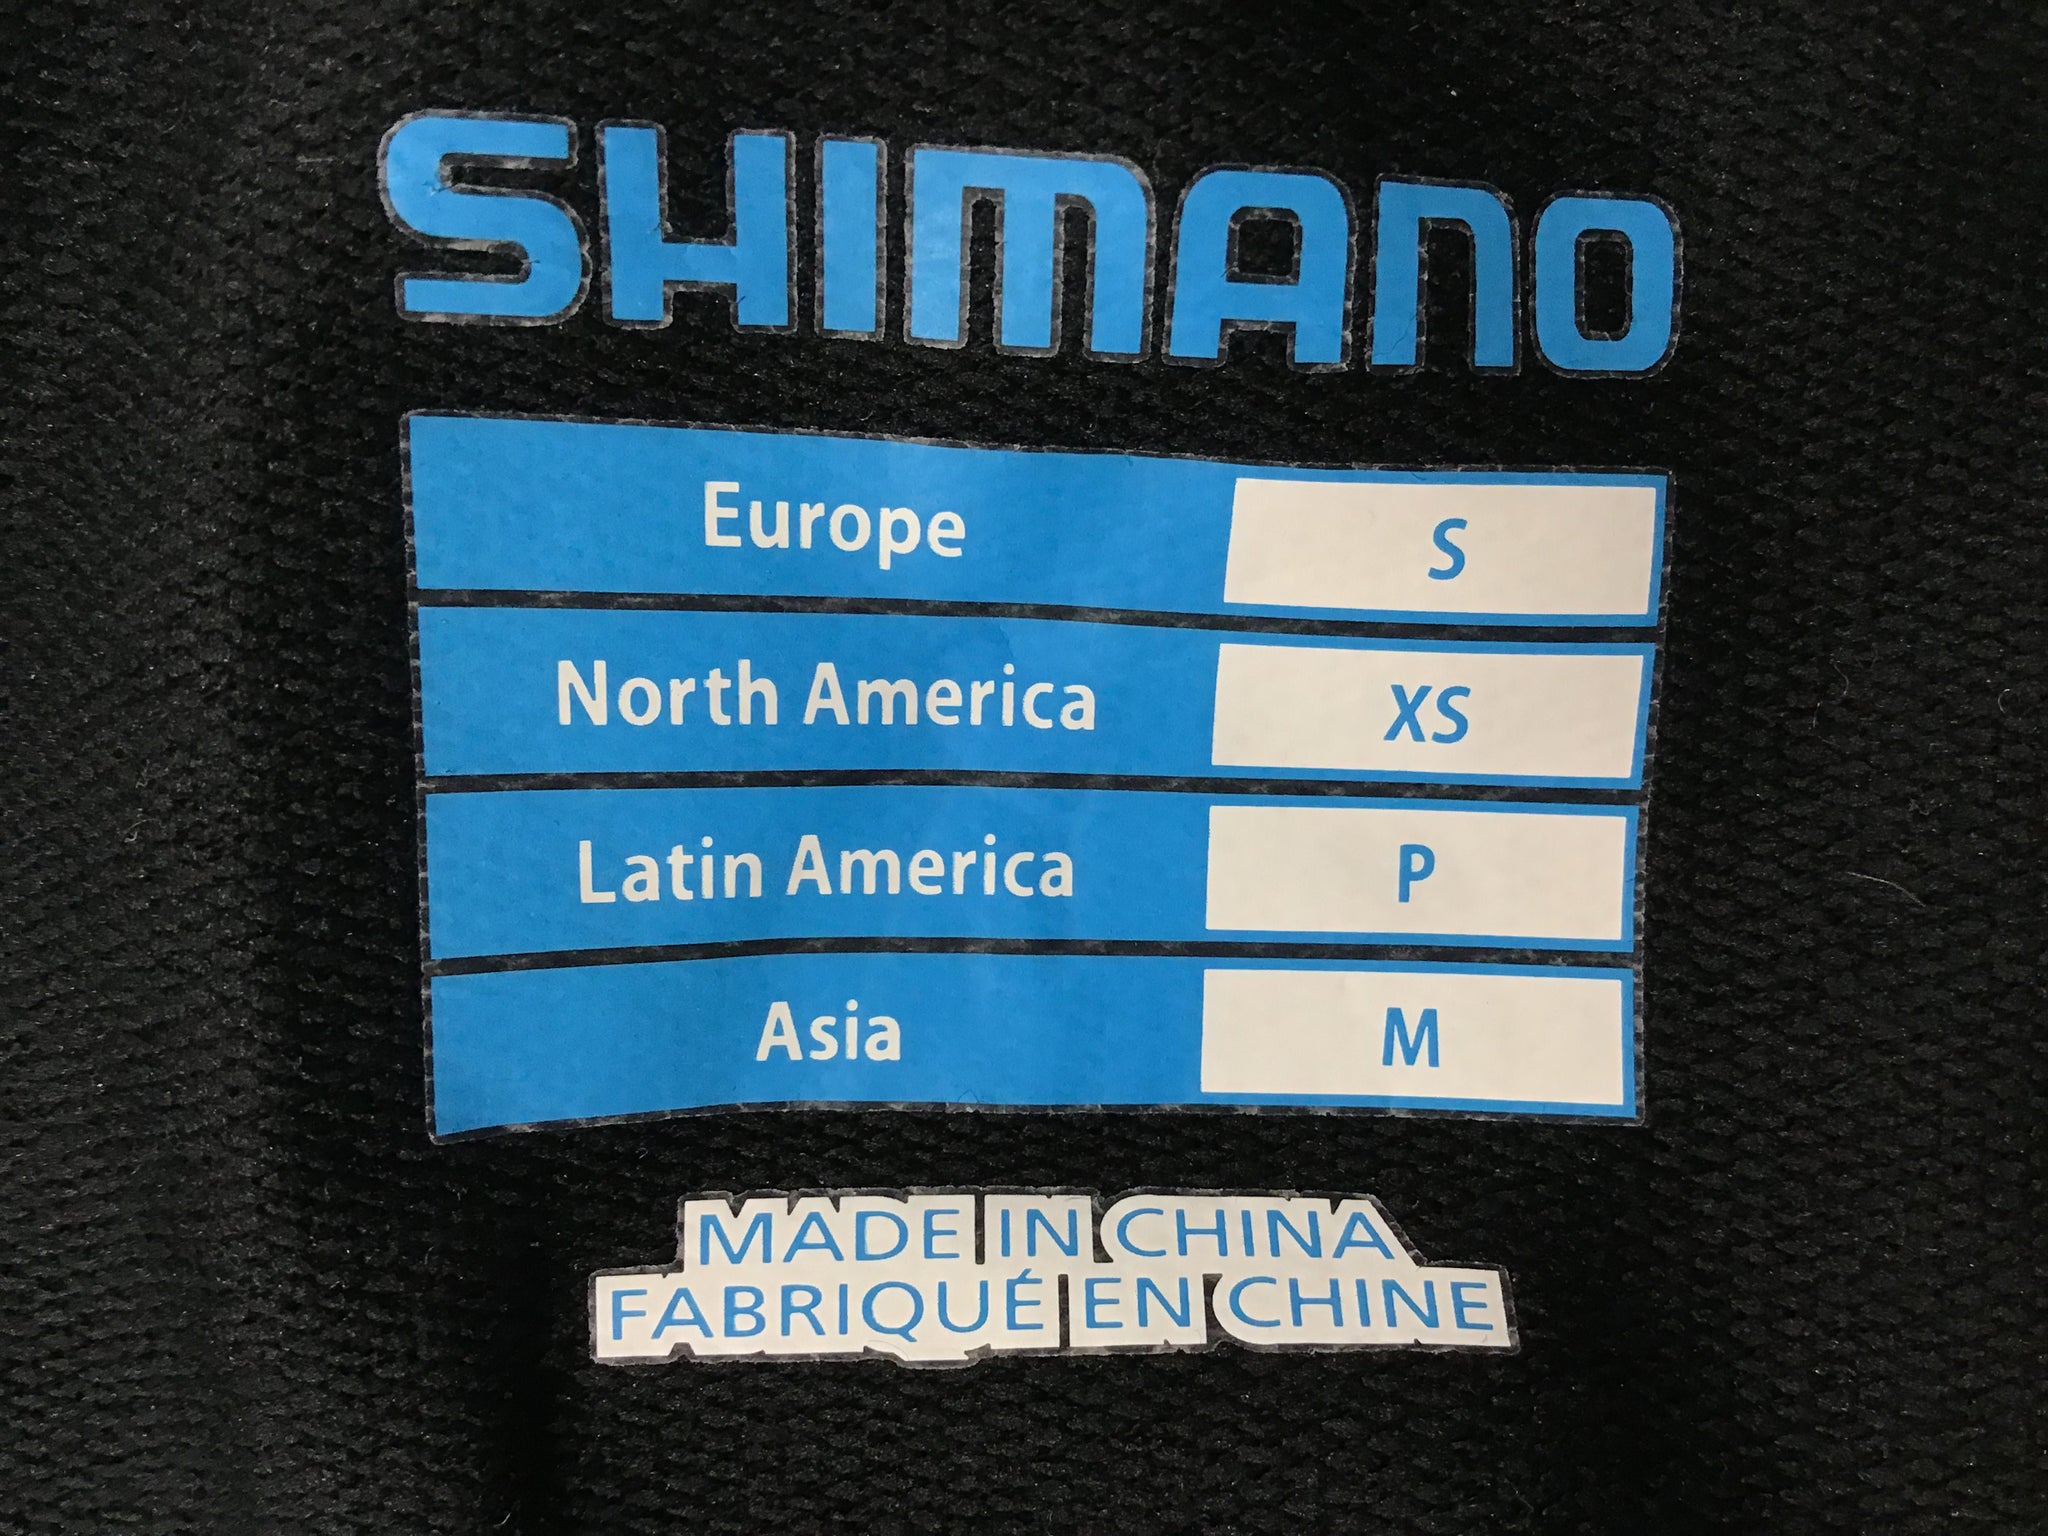 SHIMANO
Europe S
North America XS
Latin America P
Asia M
MADE IN CHINA
FABRIQUÉ EN CHINE